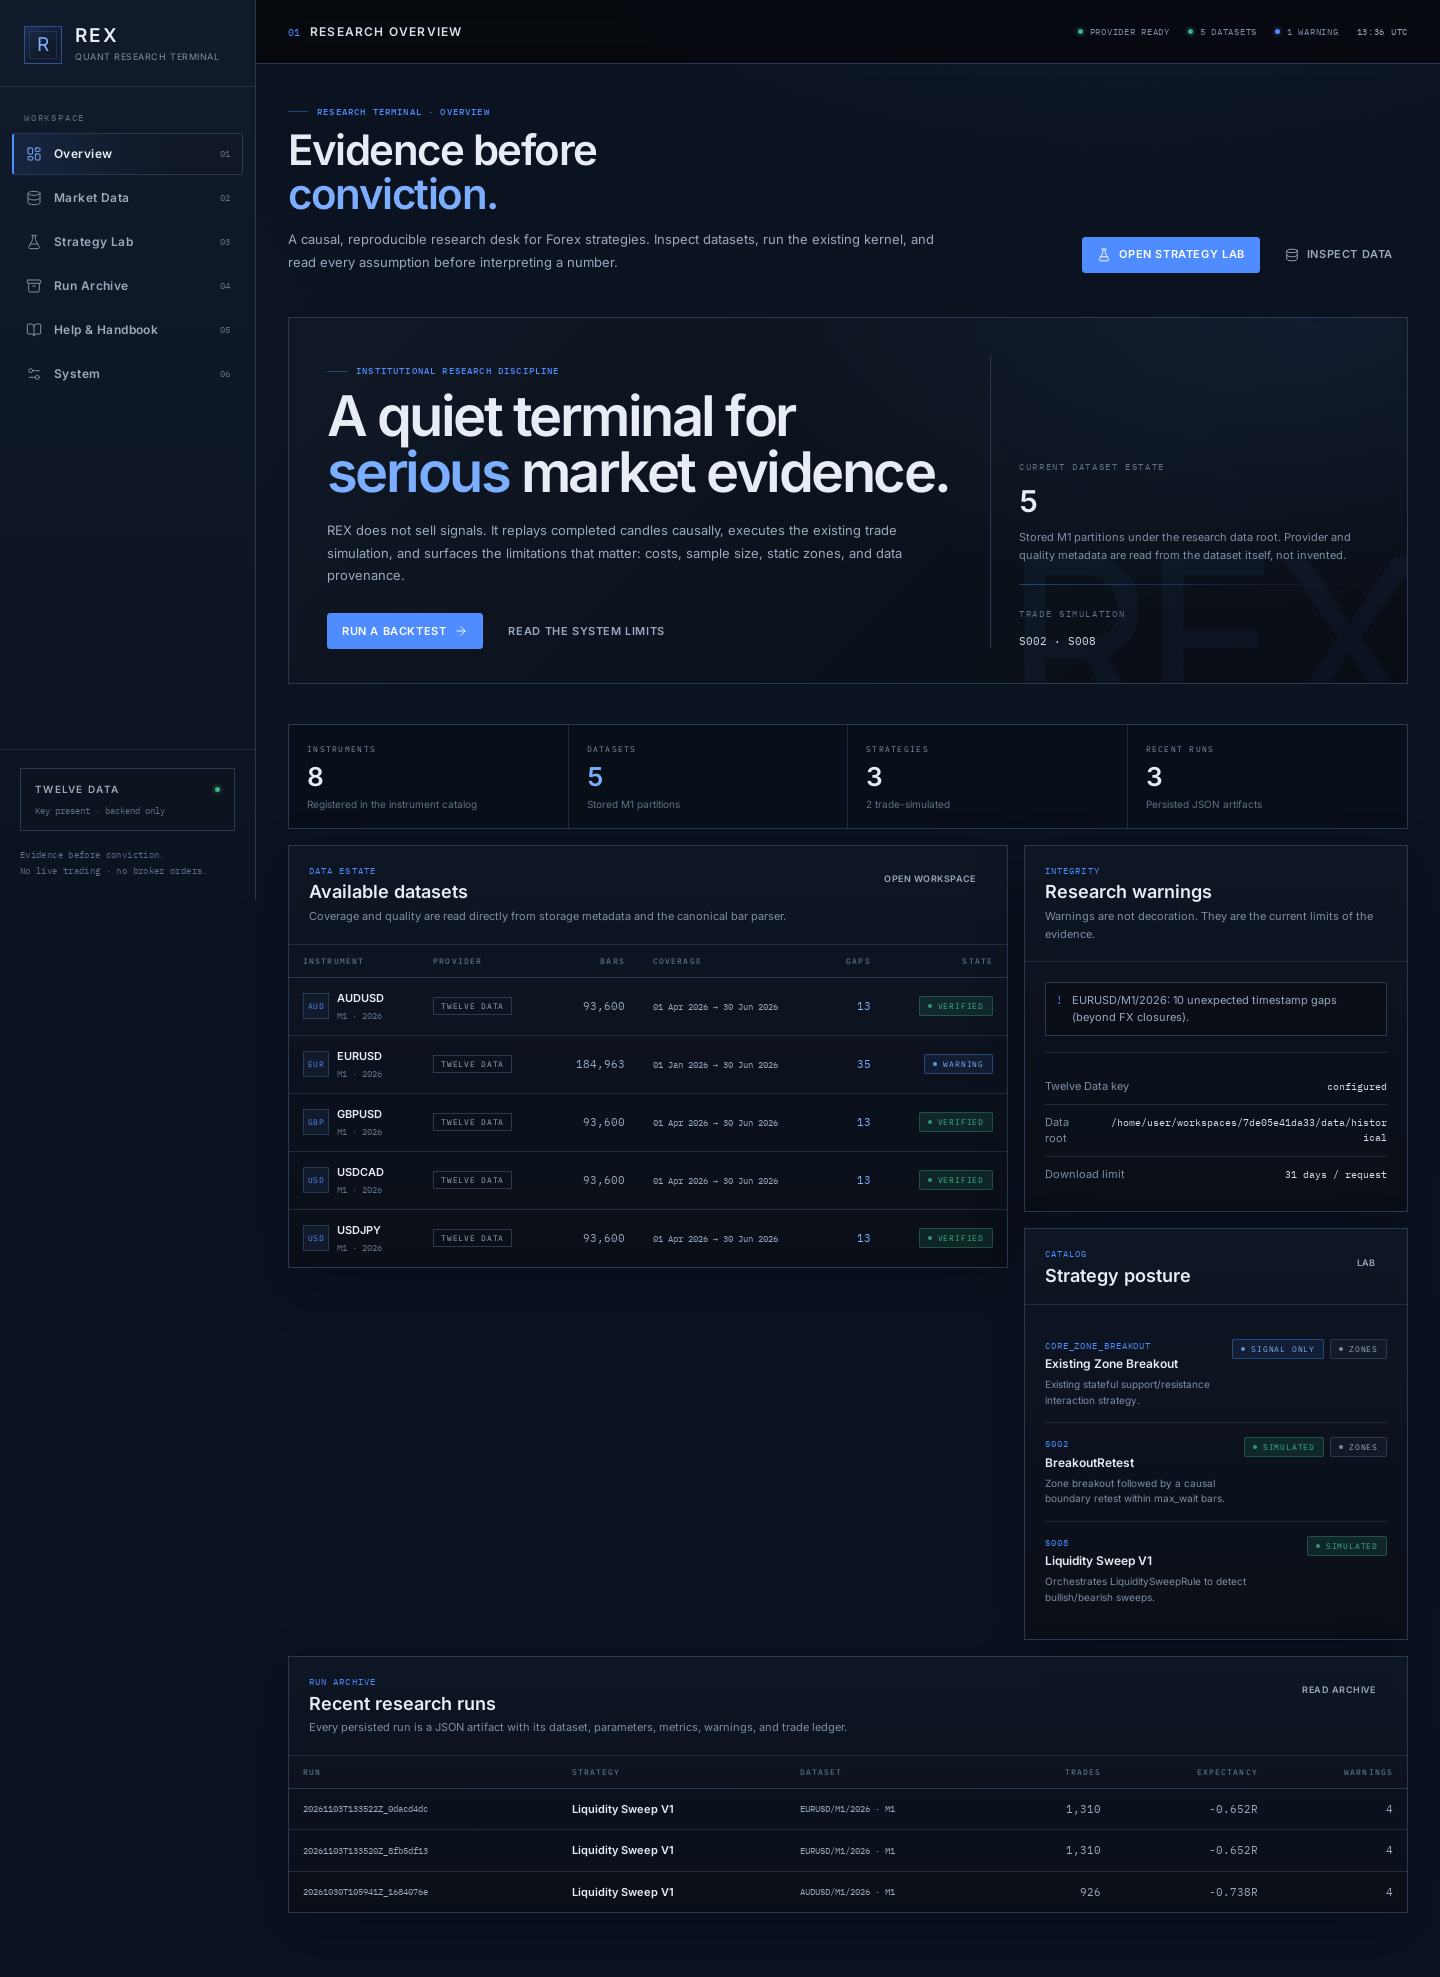 R
REX
QUANT RESEARCH TERMINAL
WORKSPACE
Overview 01
Market Data 02
Strategy Lab 03
Run Archive 04
Help & Handbook 05
System 06
TWELVE DATA
Key present · backend only
Evidence before conviction.
No live trading · no broker orders.
01 RESEARCH OVERVIEW
PROVIDER READY 5 DATASETS 1 WARNING 13:36 UTC
RESEARCH TERMINAL · OVERVIEW
Evidence before
conviction.
A causal, reproducible research desk for Forex strategies. Inspect datasets, run the existing kernel, and
read every assumption before interpreting a number.
OPEN STRATEGY LAB INSPECT DATA
INSTITUTIONAL RESEARCH DISCIPLINE
A quiet terminal for
serious market evidence.
REX does not sell signals. It replays completed candles causally, executes the existing trade
simulation, and surfaces the limitations that matter: costs, sample size, static zones, and data
provenance.
RUN A BACKTEST → READ THE SYSTEM LIMITS
CURRENT DATASET ESTATE
5
Stored M1 partitions under the research data root. Provider and
quality metadata are read from the dataset itself, not invented.
TRADE SIMULATION
S002 · S008
REX
INSTRUMENTS
8
Registered in the instrument catalog
DATASETS
5
Stored M1 partitions
STRATEGIES
3
2 trade-simulated
RECENT RUNS
3
Persisted JSON artifacts
DATA ESTATE
Available datasets
Coverage and quality are read directly from storage metadata and the canonical bar parser.
OPEN WORKSPACE
INSTRUMENT PROVIDER BARS COVERAGE GAPS STATE
AUD AUDUSD TWELVE DATA 93,600 01 Apr 2026 → 30 Jun 2026 13 VERIFIED
M1 · 2026
EUR EURUSD TWELVE DATA 184,963 01 Jan 2026 → 30 Jun 2026 35 WARNING
M1 · 2026
GBP GBPUSD TWELVE DATA 93,600 01 Apr 2026 → 30 Jun 2026 13 VERIFIED
M1 · 2026
USD USDCAD TWELVE DATA 93,600 01 Apr 2026 → 30 Jun 2026 13 VERIFIED
M1 · 2026
USD USDJPY TWELVE DATA 93,600 01 Apr 2026 → 30 Jun 2026 13 VERIFIED
M1 · 2026
INTEGRITY
Research warnings
Warnings are not decoration. They are the current limits of the
evidence.
! EURUSD/M1/2026: 10 unexpected timestamp gaps
(beyond FX closures).
Twelve Data key configured
Data root /home/user/workspaces/7de05e41da33/data/histor
ical
Download limit 31 days / request
CATALOG
Strategy posture
LAB
CORE_ZONE_BREAKOUT SIGNAL ONLY ZONES
Existing Zone Breakout
Existing stateful support/resistance
interaction strategy.
S002 SIMULATED ZONES
BreakoutRetest
Zone breakout followed by a causal
boundary retest within max_wait bars.
S008 SIMULATED
Liquidity Sweep V1
Orchestrates LiquiditySweepRule to detect
bullish/bearish sweeps.
RUN ARCHIVE
Recent research runs
Every persisted run is a JSON artifact with its dataset, parameters, metrics, warnings, and trade ledger.
READ ARCHIVE
RUN STRATEGY DATASET TRADES EXPECTANCY WARNINGS
20261103T133522Z_0dacd4dc Liquidity Sweep V1 EURUSD/M1/2026 · M1 1,310 -0.652R 4
20261103T133520Z_8fb5df13 Liquidity Sweep V1 EURUSD/M1/2026 · M1 1,310 -0.652R 4
20261030T105941Z_1684076e Liquidity Sweep V1 AUDUSD/M1/2026 · M1 926 -0.738R 4